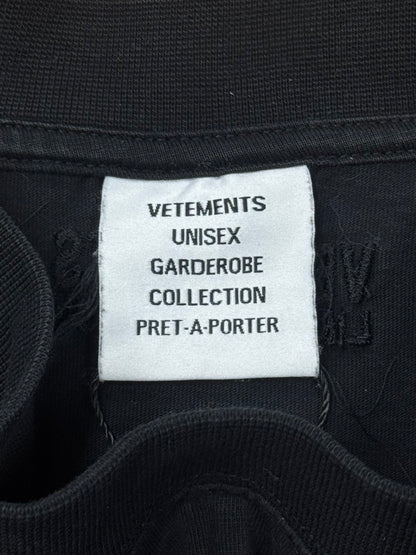 VETEMENTS
UNISEX
GARDEROBE
COLLECTION
PRET-A-PORTER